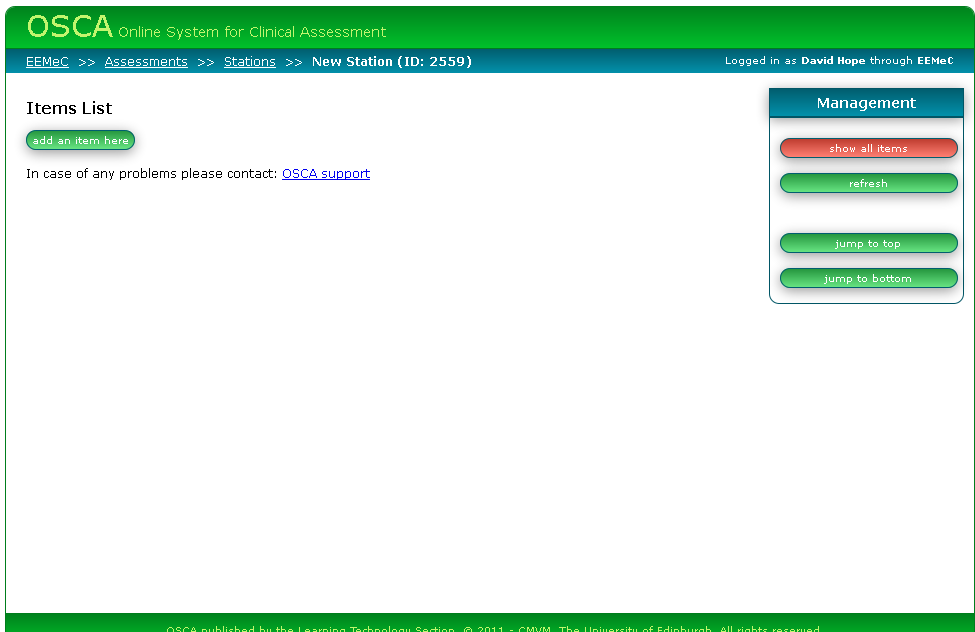 OSCA Online System for Clinical Assessment
EEMeC >> Assessments >> Stations >> New Station (ID: 2559)
Logged in as David Hope through EEMeC
Items List
add an item here
In case of any problems please contact: OSCA support
Management
show all items
refresh
jump to top
jump to bottom
OSCA published by the Learning Technology Section, © 2011 - CMVM, The University of Edinburgh. All rights reserved.